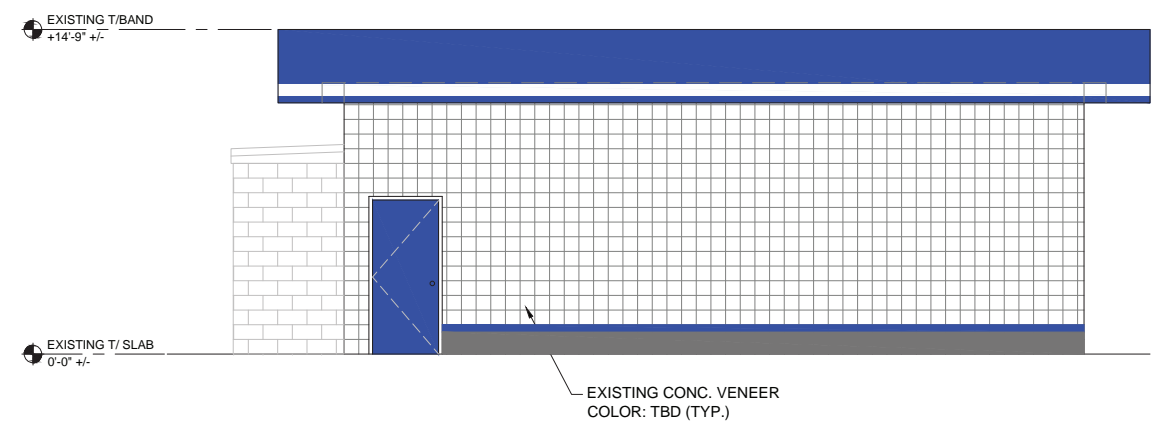 EXISTING T/BAND
+14'-9" +/-
EXISTING T/ SLAB
0'-0" +/-
EXISTING CONC. VENEER
COLOR: TBD (TYP.)